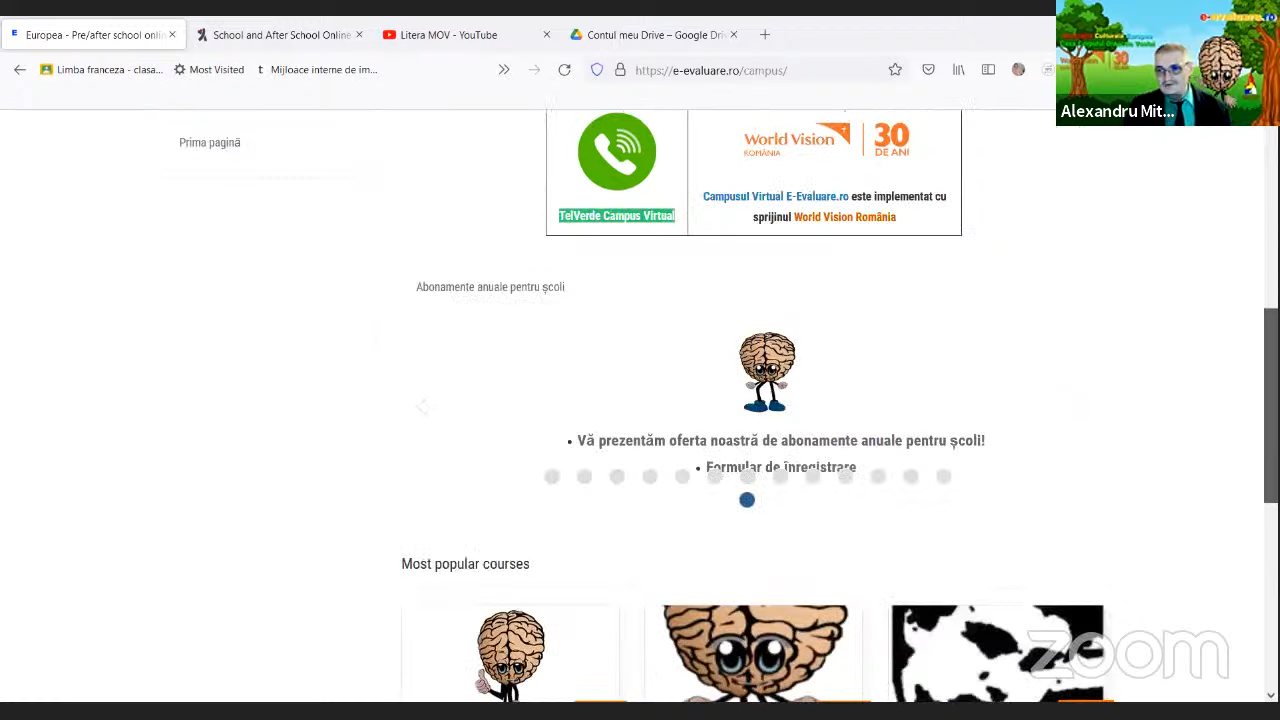 Europea - Pre/after school onlin
School and After School Online
Litera MOV - YouTube
Contul meu Drive – Google Dri
Limba franceza - clasa...
Most Visited
t Mijloace interne di m...
https://e-evaluare.ro/campus/
e-evaluare.ro
Alexandru Mit...
Prima pagină
World Vision
ROMÂNIA
30
DE ANI
TelVerde Campus Virtual
Campusul Virtual E-Evaluare.ro este implementat cu
sprijinul World Vision România
Abonamente anuale pentru școli
• Vă prezentăm oferta noastră de abonamente anuale pentru școli!
• Formular de înregistrare
Most popular courses
zoom